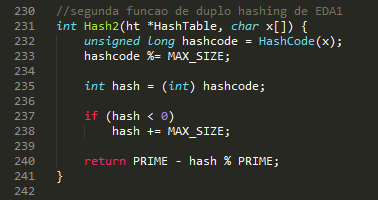 230 //segunda funcao de duplo hashing de EDA1
231 int Hash2(ht *HashTable, char x[]) {
232     unsigned long hashcode = HashCode(x);
233     hashcode %= MAX_SIZE;
234
235     int hash = (int) hashcode;
236
237     if (hash < 0)
238         hash += MAX_SIZE;
239
240     return PRIME - hash % PRIME;
241 }
242